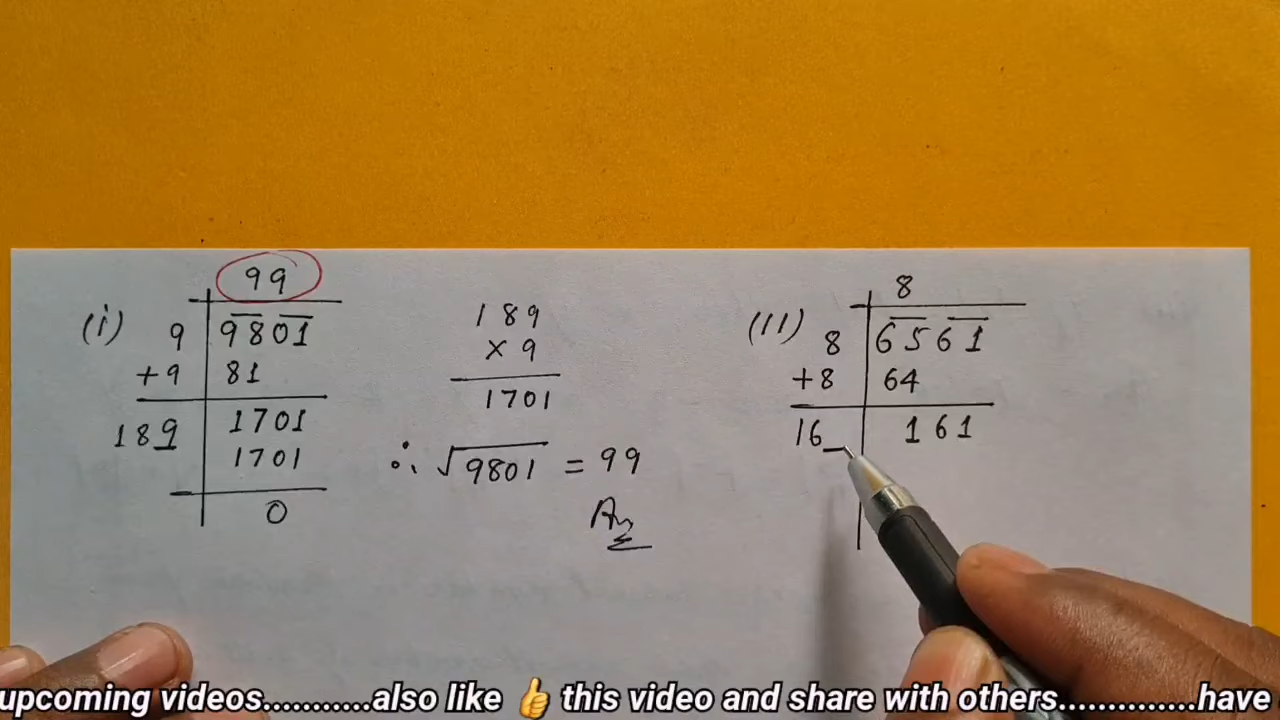 99
(i) 9 9801
+9 81
189 1701
1701
0
189
× 9
1701
∴ √9801 = 99
Ans
8
(ii) 8 6561
+8 64
16_ 161
upcoming videos...........also like 👍 this video and share with others..............have